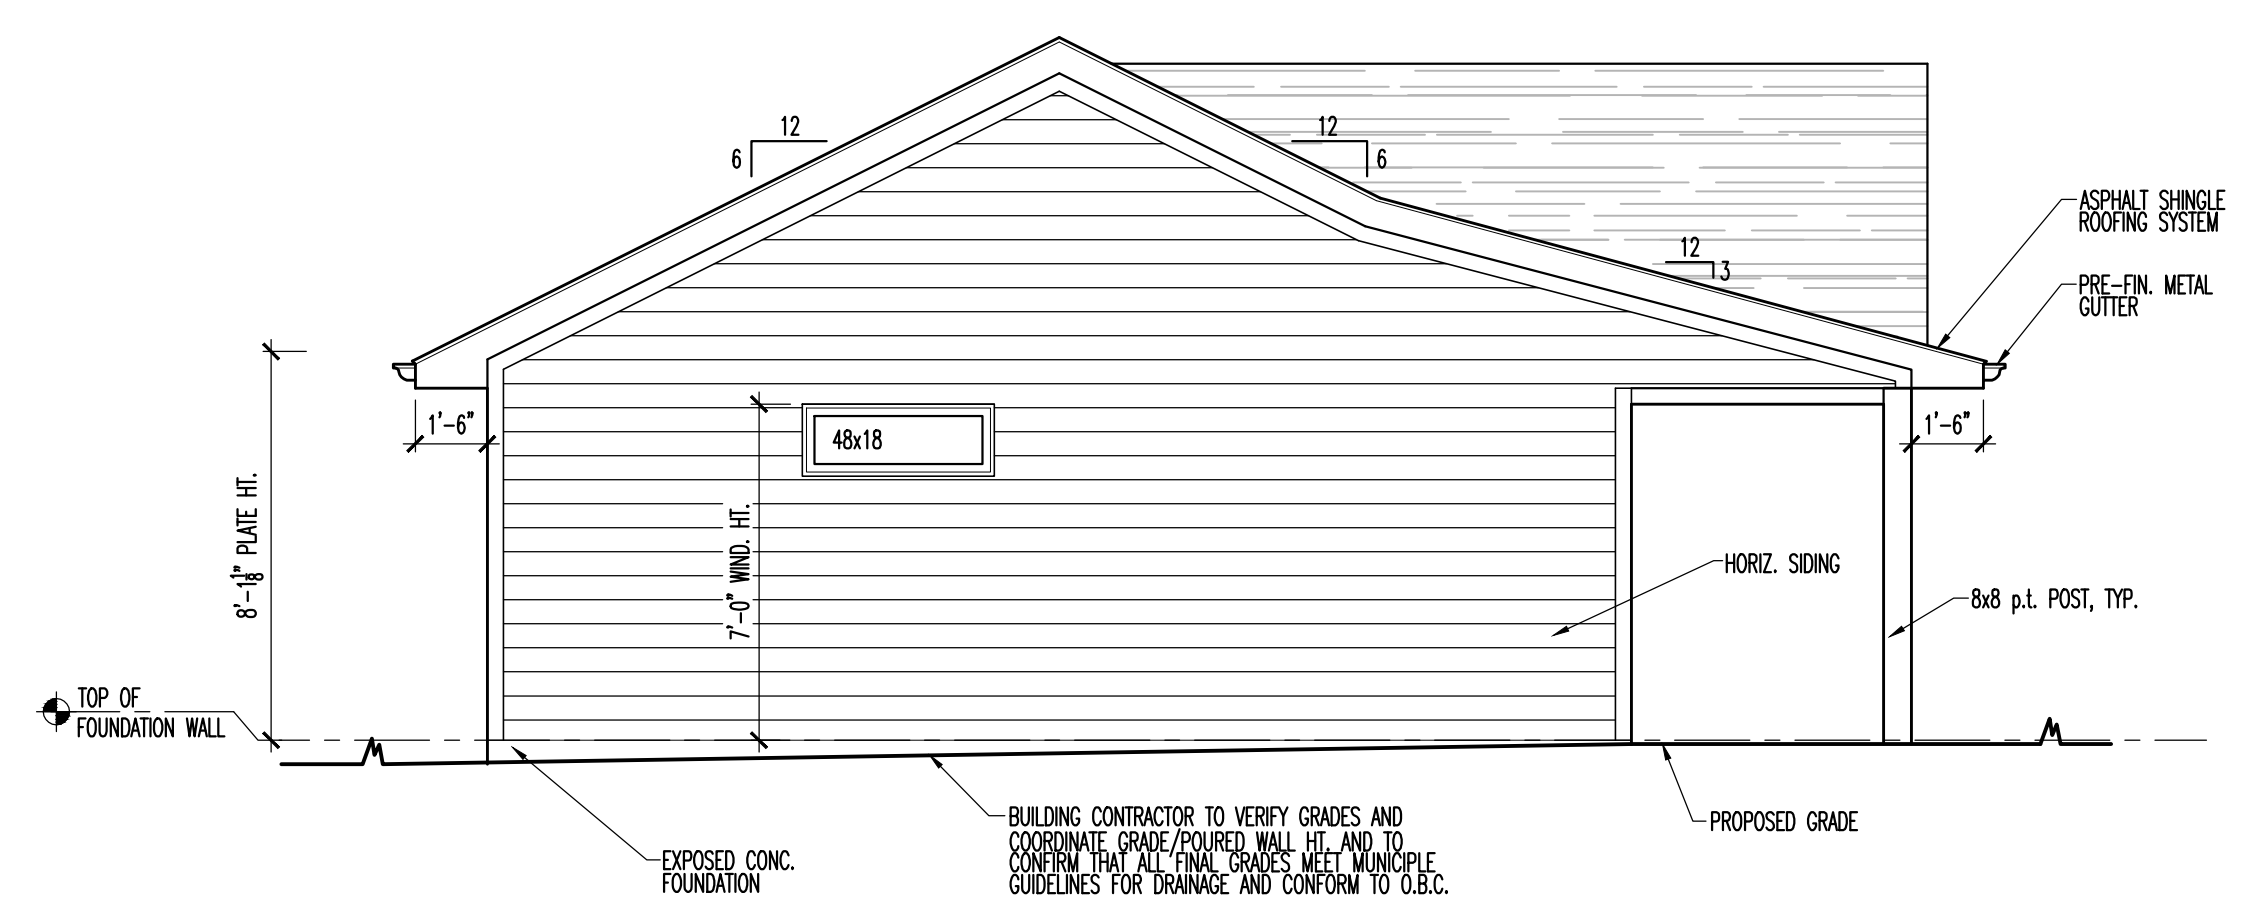 12
6
12
6
12
3
ASPHALT SHINGLE
ROOFING SYSTEM
PRE-FIN. METAL
GUTTER
1'-6"
1'-6"
48x18
8'-1 1/8" PLATE HT.
7'-0" WIND. HT.
HORIZ. SIDING
8x8 p.t. POST, TYP.
TOP OF
FOUNDATION WALL
BUILDING CONTRACTOR TO VERIFY GRADES AND
COORDINATE GRADE/POURED WALL HT. AND TO
CONFIRM THAT ALL FINAL GRADES MEET MUNICIPLE
GUIDELINES FOR DRAINAGE AND CONFORM TO O.B.C.
PROPOSED GRADE
EXPOSED CONC.
FOUNDATION